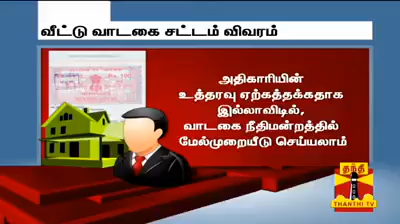 வீட்டு வாடகை சட்டம் விவரம்
அதிகாரியின்
உத்தரவு ஏற்கத்தக்கதாக
இல்லாவிடில்,
வாடகை நீதிமன்றத்தில்
மேல்முறையீடு செய்யலாம்
தந்தி
THANTHI TV